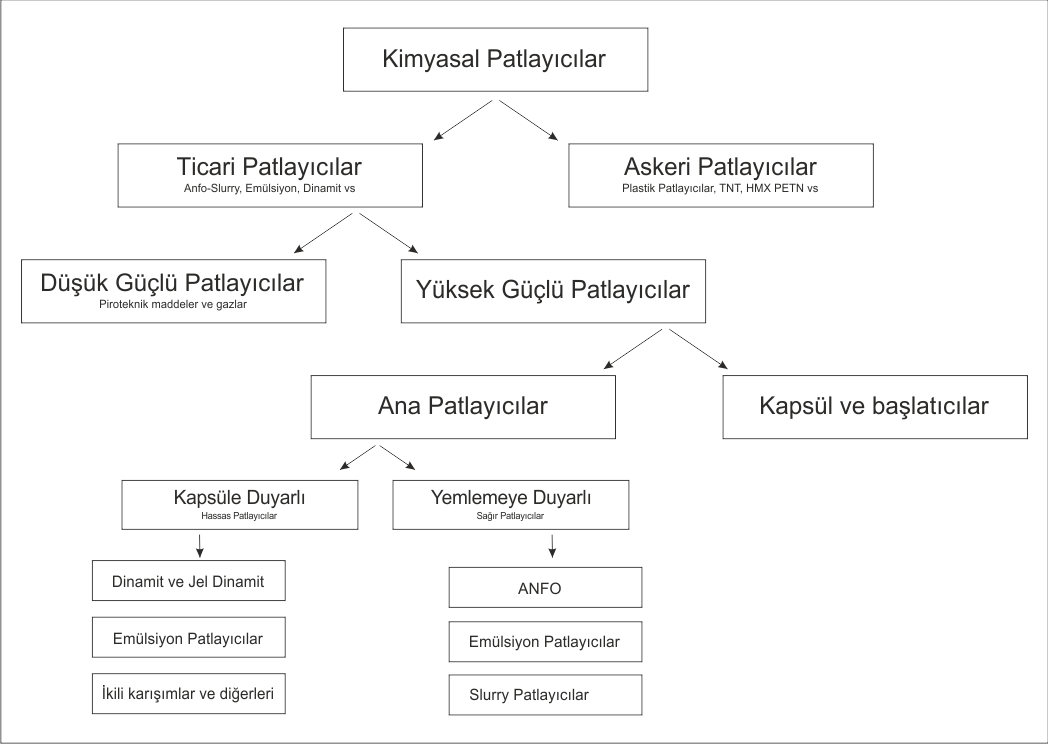 Kimyasal Patlayıcılar
Ticari Patlayıcılar
Anfo-Slurry, Emülsiyon, Dinamit vs
Askeri Patlayıcılar
Plastik Patlayıcılar, TNT, HMX PETN vs
Düşük Güçlü Patlayıcılar
Piroteknik maddeler ve gazlar
Yüksek Güçlü Patlayıcılar
Ana Patlayıcılar
Kapsül ve başlatıcılar
Kapsüle Duyarlı
Hassas Patlayıcılar
Yemlemeye Duyarlı
Sağır Patlayıcılar
Dinamit ve Jel Dinamit
Emülsiyon Patlayıcılar
İkili karışımlar ve diğerleri
ANFO
Emülsiyon Patlayıcılar
Slurry Patlayıcılar